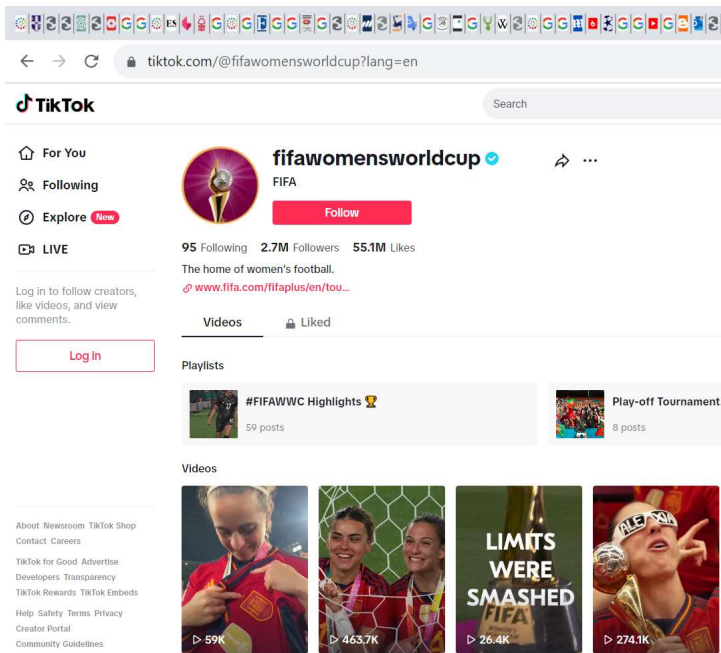 tiktok.com/@fifawomensworldcup?lang=en
TikTok
Search
For You
Following
Explore New
LIVE
Log in to follow creators,
like videos, and view
comments.
Log in
About Newsroom TikTok Shop
Contact Careers
TikTok for Good Advertise
Developers Transparency
TikTok Rewards TikTok Embeds
Help Safety Terms Privacy
Creator Portal
Community Guidelines
fifawomensworldcup
FIFA
Follow
95 Following 2.7M Followers 55.1M Likes
The home of women's football.
www.fifa.com/fifaplus/en/tou...
Videos Liked
Playlists
#FIFAWWC Highlights 🏆
59 posts
Play-off Tournament
8 posts
Videos
59K
463.7K
LIMITS
WERE
SMASHED
FIFA
26.4K
ALEXIA
274.1K